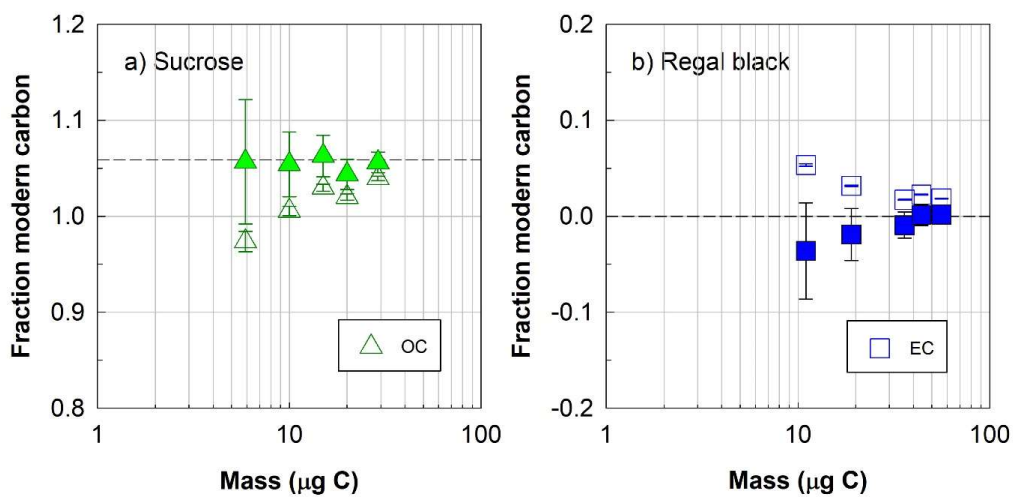 a) Sucrose
Fraction modern carbon
1.2
1.1
1.0
0.9
0.8
OC
1
10
100
Mass (μg C)
b) Regal black
Fraction modern carbon
0.2
0.1
0.0
-0.1
-0.2
EC
1
10
100
Mass (μg C)